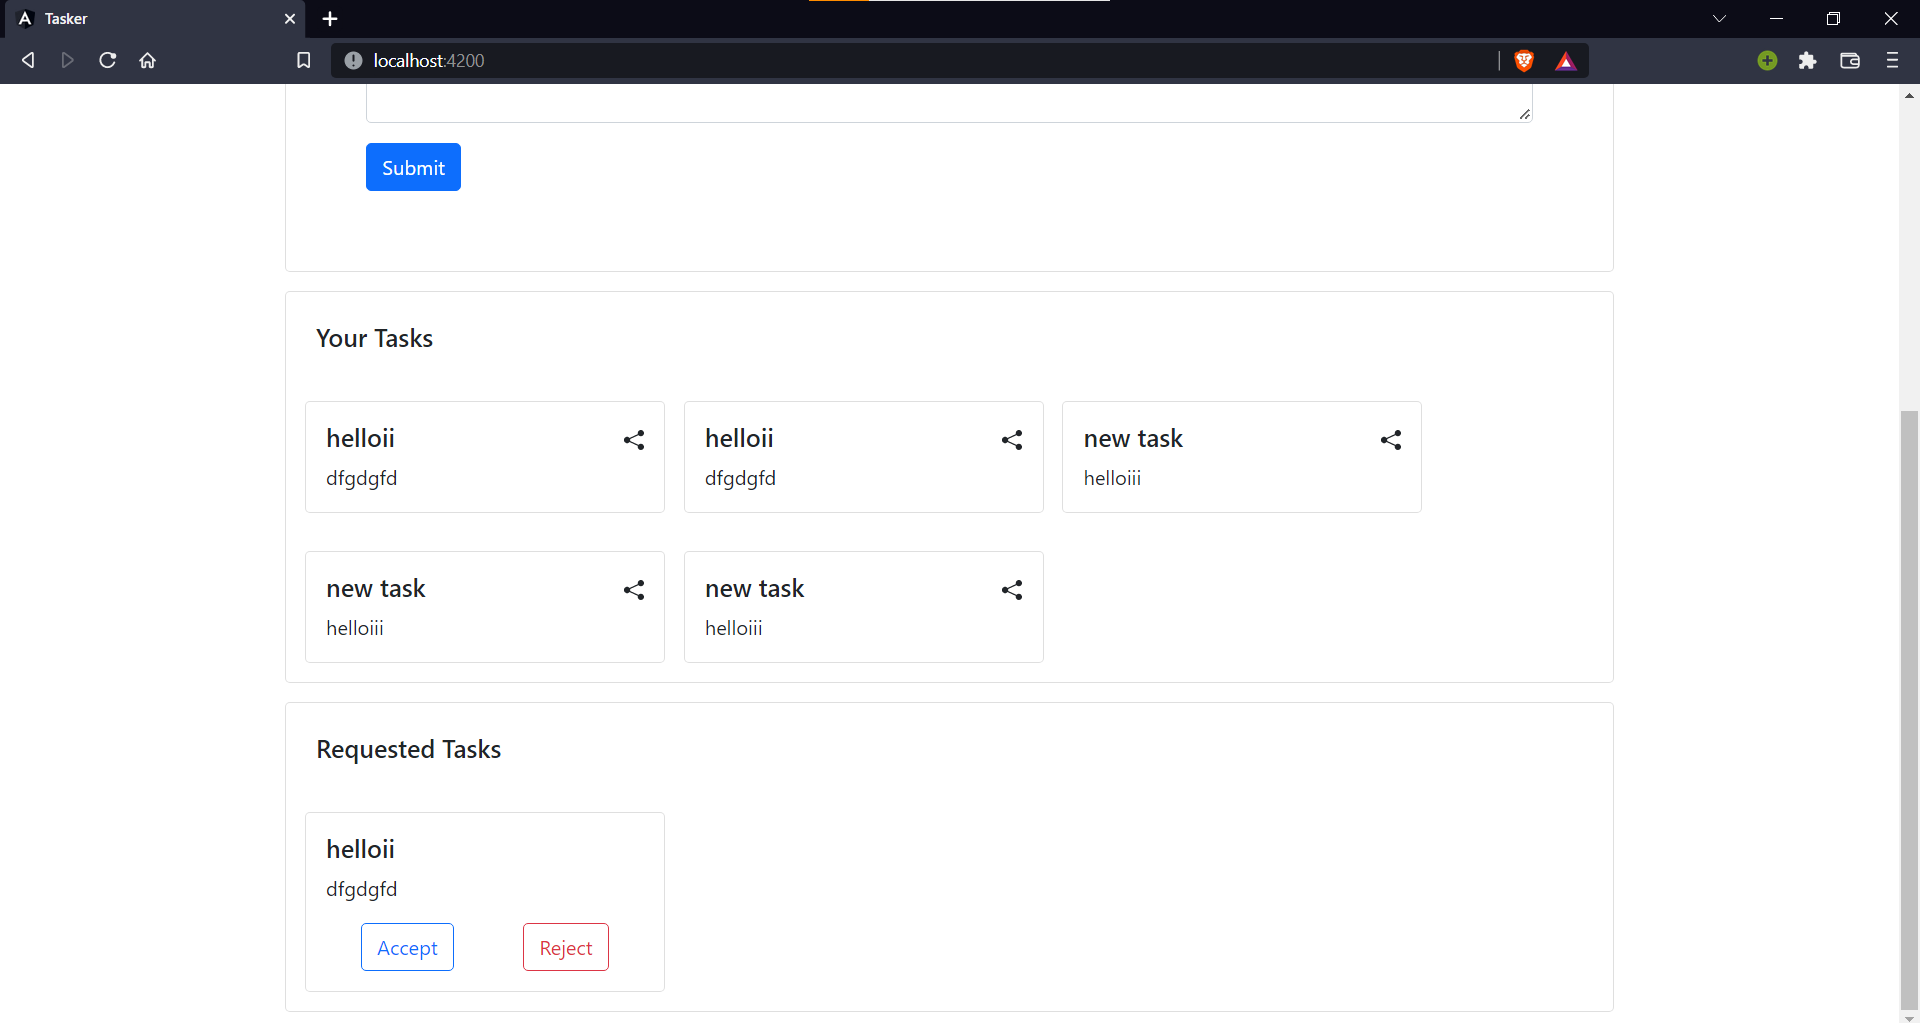 Tasker
localhost:4200
Submit
Your Tasks
helloii
dfgdgfd
helloii
dfgdgfd
new task
helloiii
new task
helloiii
new task
helloiii
Requested Tasks
helloii
dfgdgfd
Accept Reject